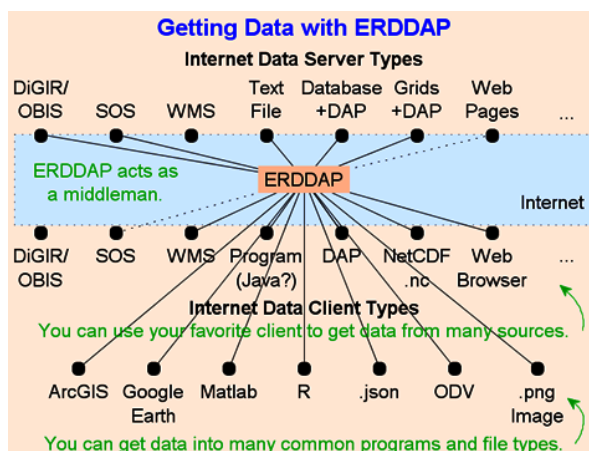 Getting Data with ERDDAP
Internet Data Server Types
DiGIR/ Text Database Grids Web
OBIS SOS WMS File +DAP +DAP Pages ...
ERDDAP acts as
a middleman.
ERDDAP
Internet
DiGIR/ SOS WMS Program DAP NetCDF Web ...
OBIS (Java?) .nc Browser
Internet Data Client Types
You can use your favorite client to get data from many sources.
ArcGIS Google Matlab R .json ODV .png
Earth Image
You can get data into many common programs and file types.